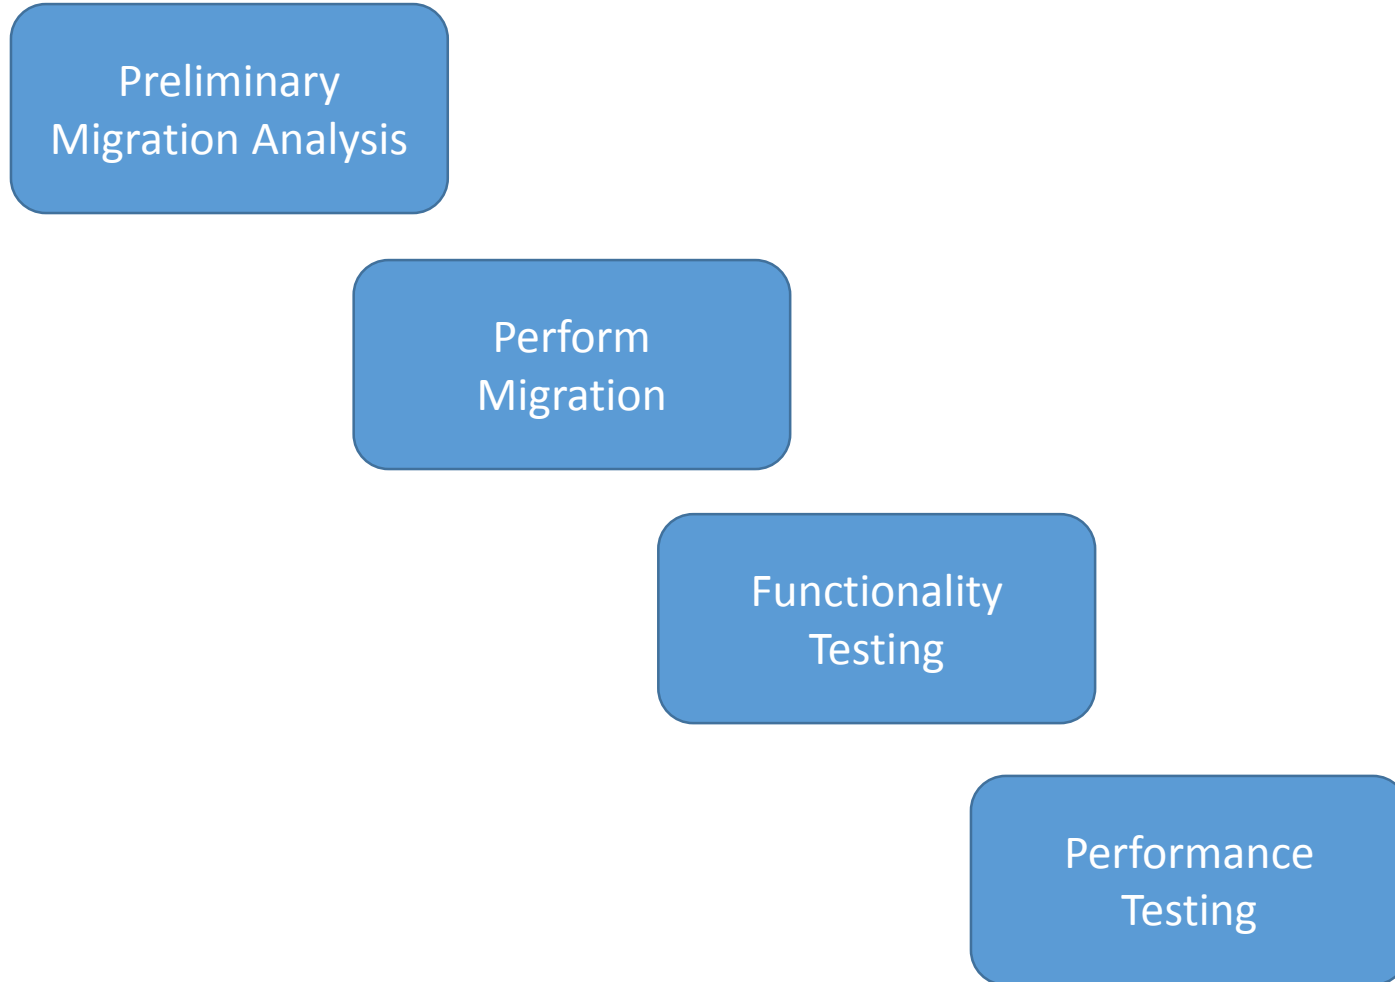 Preliminary
Migration Analysis
Perform
Migration
Functionality
Testing
Performance
Testing